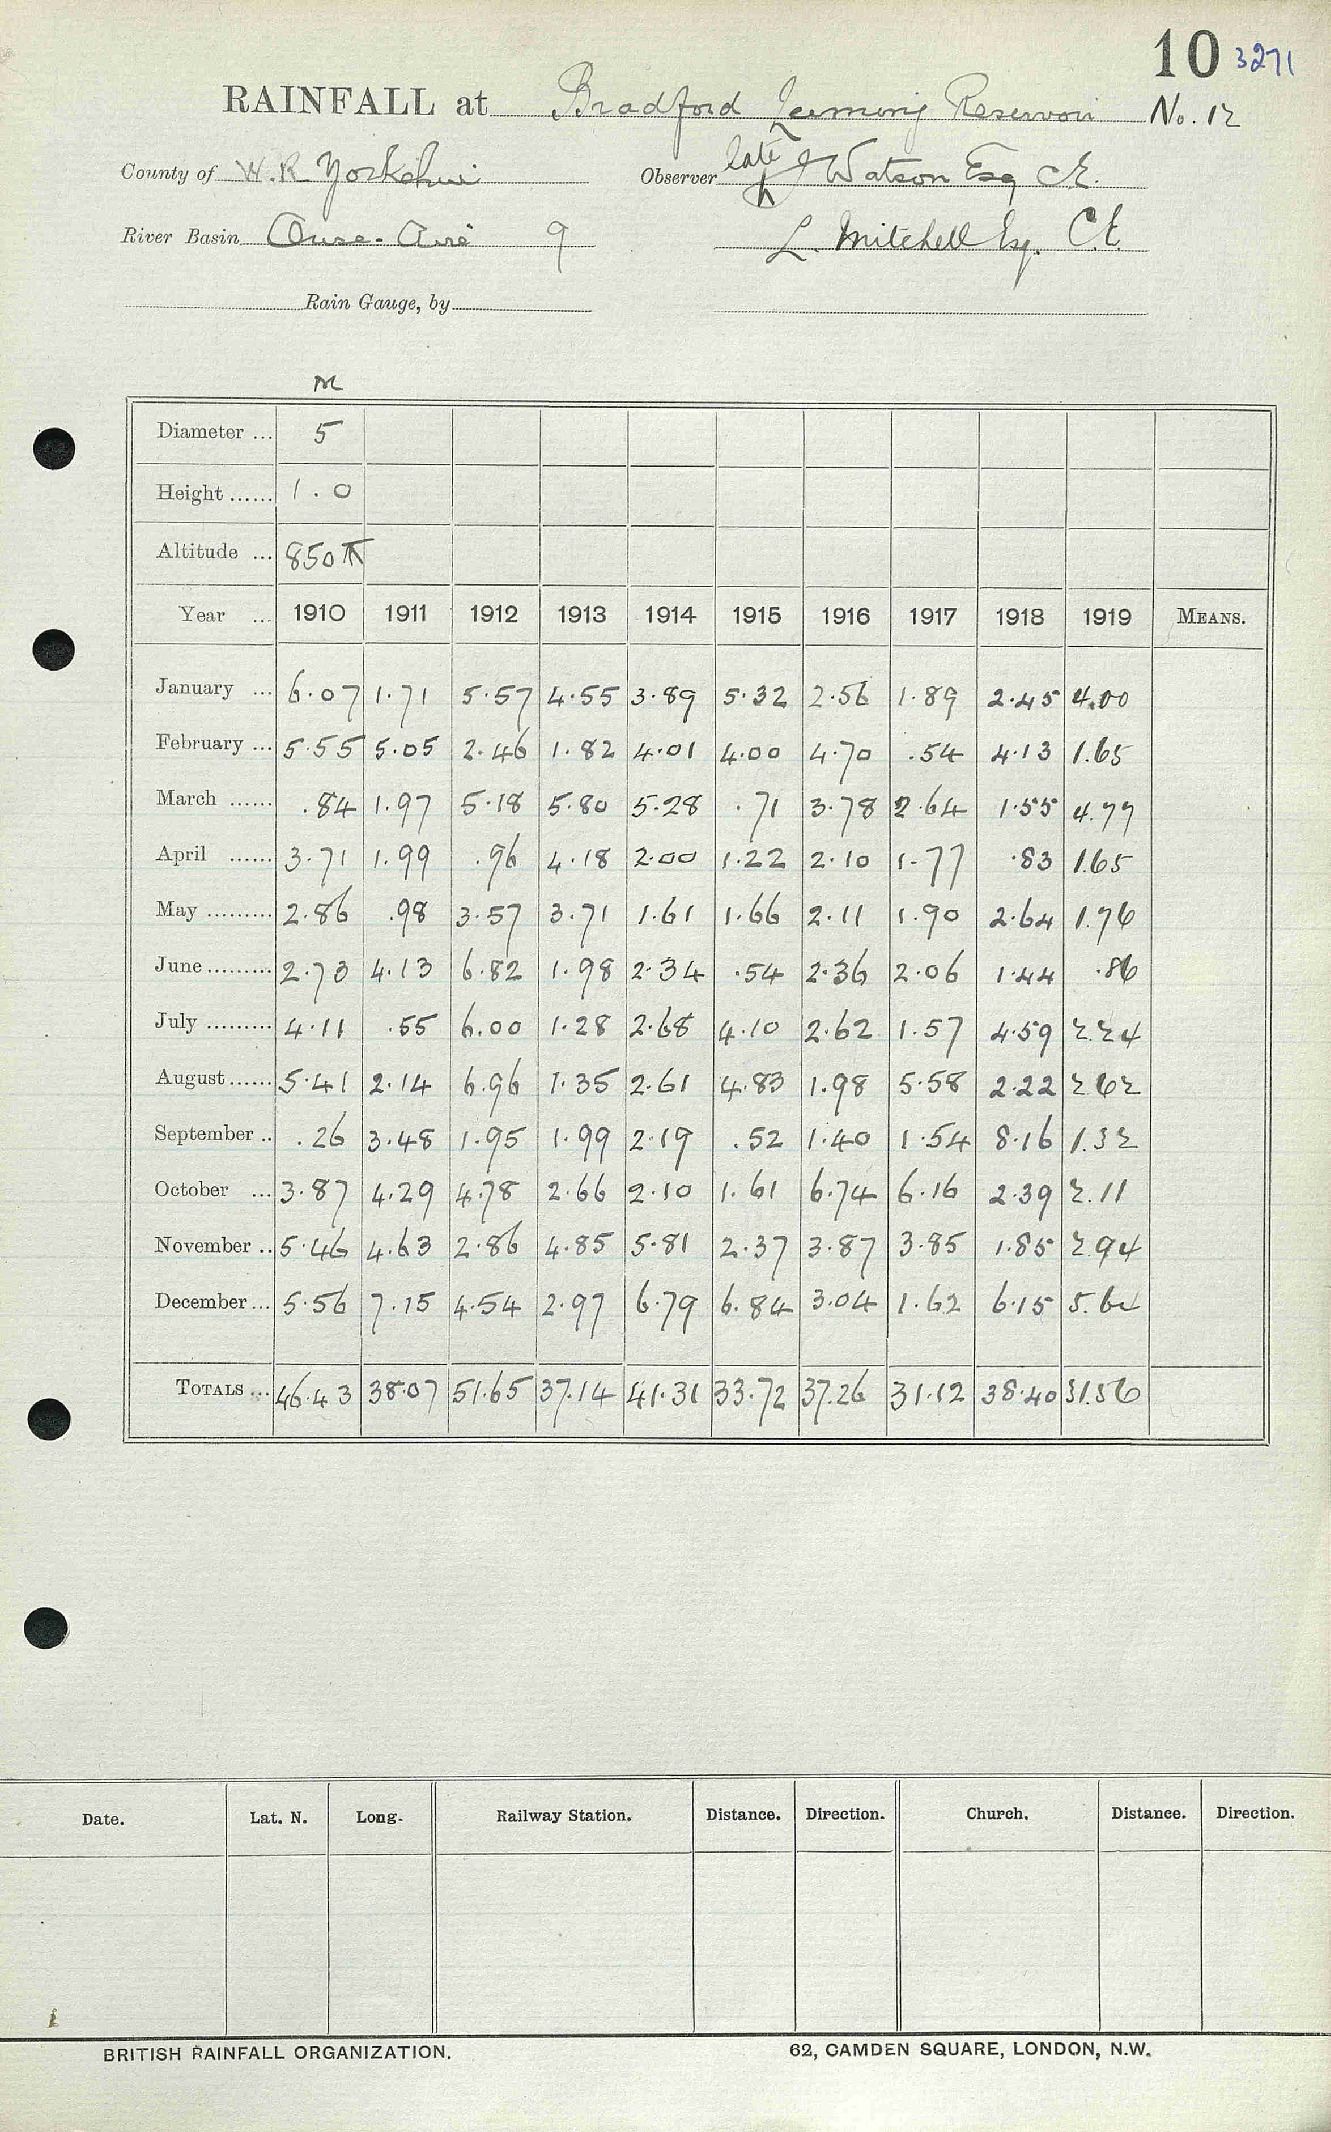 10 3271
RAINFALL at Bradford Leeming Reservoir No. 12
County of W.R Yorkshire Observer late J Watson Esq C.E.
River Basin Ouse-Aire 9 L. Mitchell Esq. C.E.
Rain Gauge, by
M
Diameter ... 5
Height ...... 1.0
Altitude ... 850 ft
Year ... 1910 1911 1912 1913 1914 1915 1916 1917 1918 1919 MEANS.
January ... 6.07 1.71 5.57 4.55 3.89 5.32 2.56 1.89 2.45 4.00
February ... 5.55 5.05 2.46 1.82 4.01 4.00 4.70 .54 4.13 1.65
March ...... .84 1.97 5.18 5.80 5.28 .71 3.78 2.64 1.55 4.77
April ...... 3.71 1.99 .96 4.18 2.00 1.22 2.10 1.77 .83 1.65
May ......... 2.86 .98 3.57 3.71 1.61 1.66 2.11 1.90 2.64 1.76
June ......... 2.73 4.13 6.82 1.98 2.34 .54 2.36 2.06 1.44 .86
July ......... 4.11 .55 6.00 1.28 2.68 4.10 2.62 1.57 4.59 2.24
August ...... 5.41 2.14 6.96 1.35 2.61 4.83 1.98 5.58 2.22 2.62
September .. .26 3.48 1.95 1.99 2.19 .52 1.40 1.54 8.16 1.32
October ... 3.87 4.29 4.78 2.66 2.10 1.61 6.74 6.16 2.39 2.11
November .. 5.46 4.63 2.86 4.85 5.81 2.37 3.87 3.85 1.85 2.94
December ... 5.56 7.15 4.54 2.97 6.79 6.84 3.04 1.62 6.15 5.64
TOTALS ... 46.43 38.07 51.65 37.14 41.31 33.72 37.26 31.12 38.40 31.56
Date. Lat. N. Long. Railway Station. Distance. Direction. Church. Distance. Direction.
BRITISH RAINFALL ORGANIZATION. 62, CAMDEN SQUARE, LONDON, N.W.